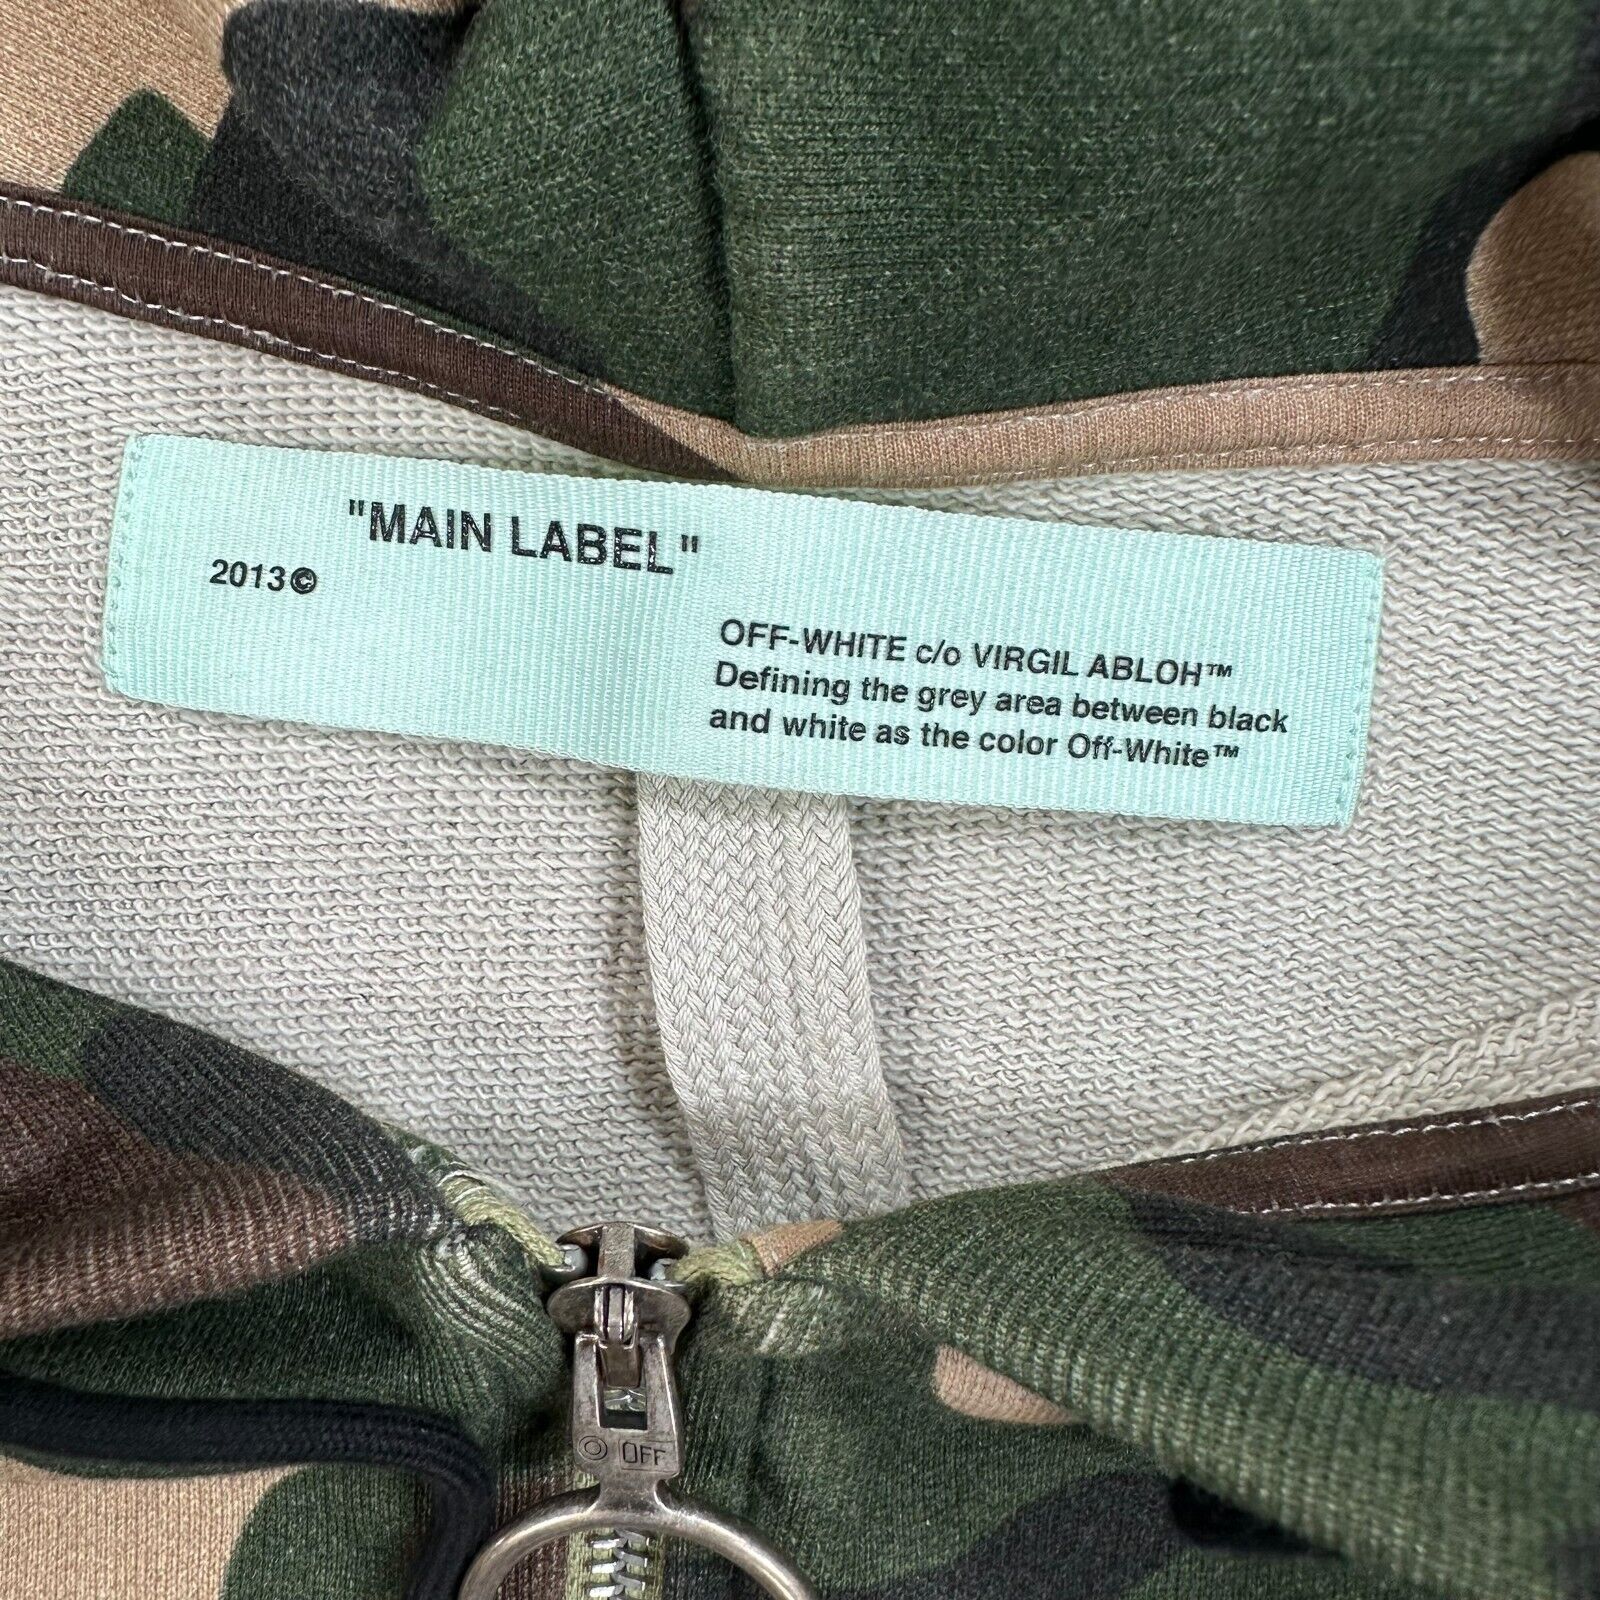 "MAIN LABEL"
2013©
OFF-WHITE c/o VIRGIL ABLOH™
Defining the grey area between black
and white as the color Off-White™
© OFF